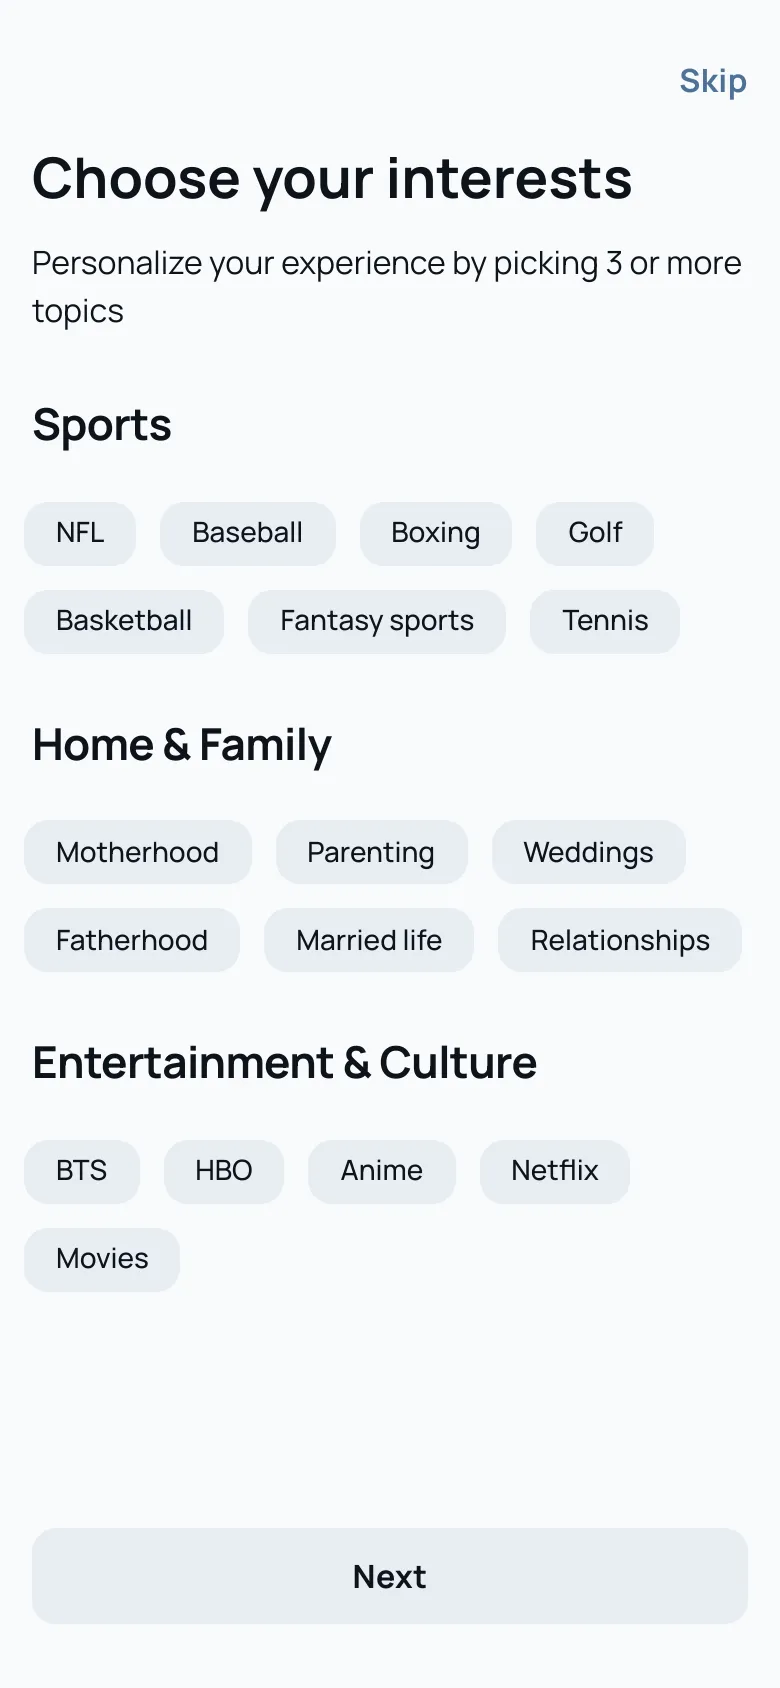 Skip
Choose your interests
Personalize your experience by picking 3 or more
topics
Sports
NFL Baseball Boxing Golf
Basketball Fantasy sports Tennis
Home & Family
Motherhood Parenting Weddings
Fatherhood Married life Relationships
Entertainment & Culture
BTS HBO Anime Netflix
Movies
Next